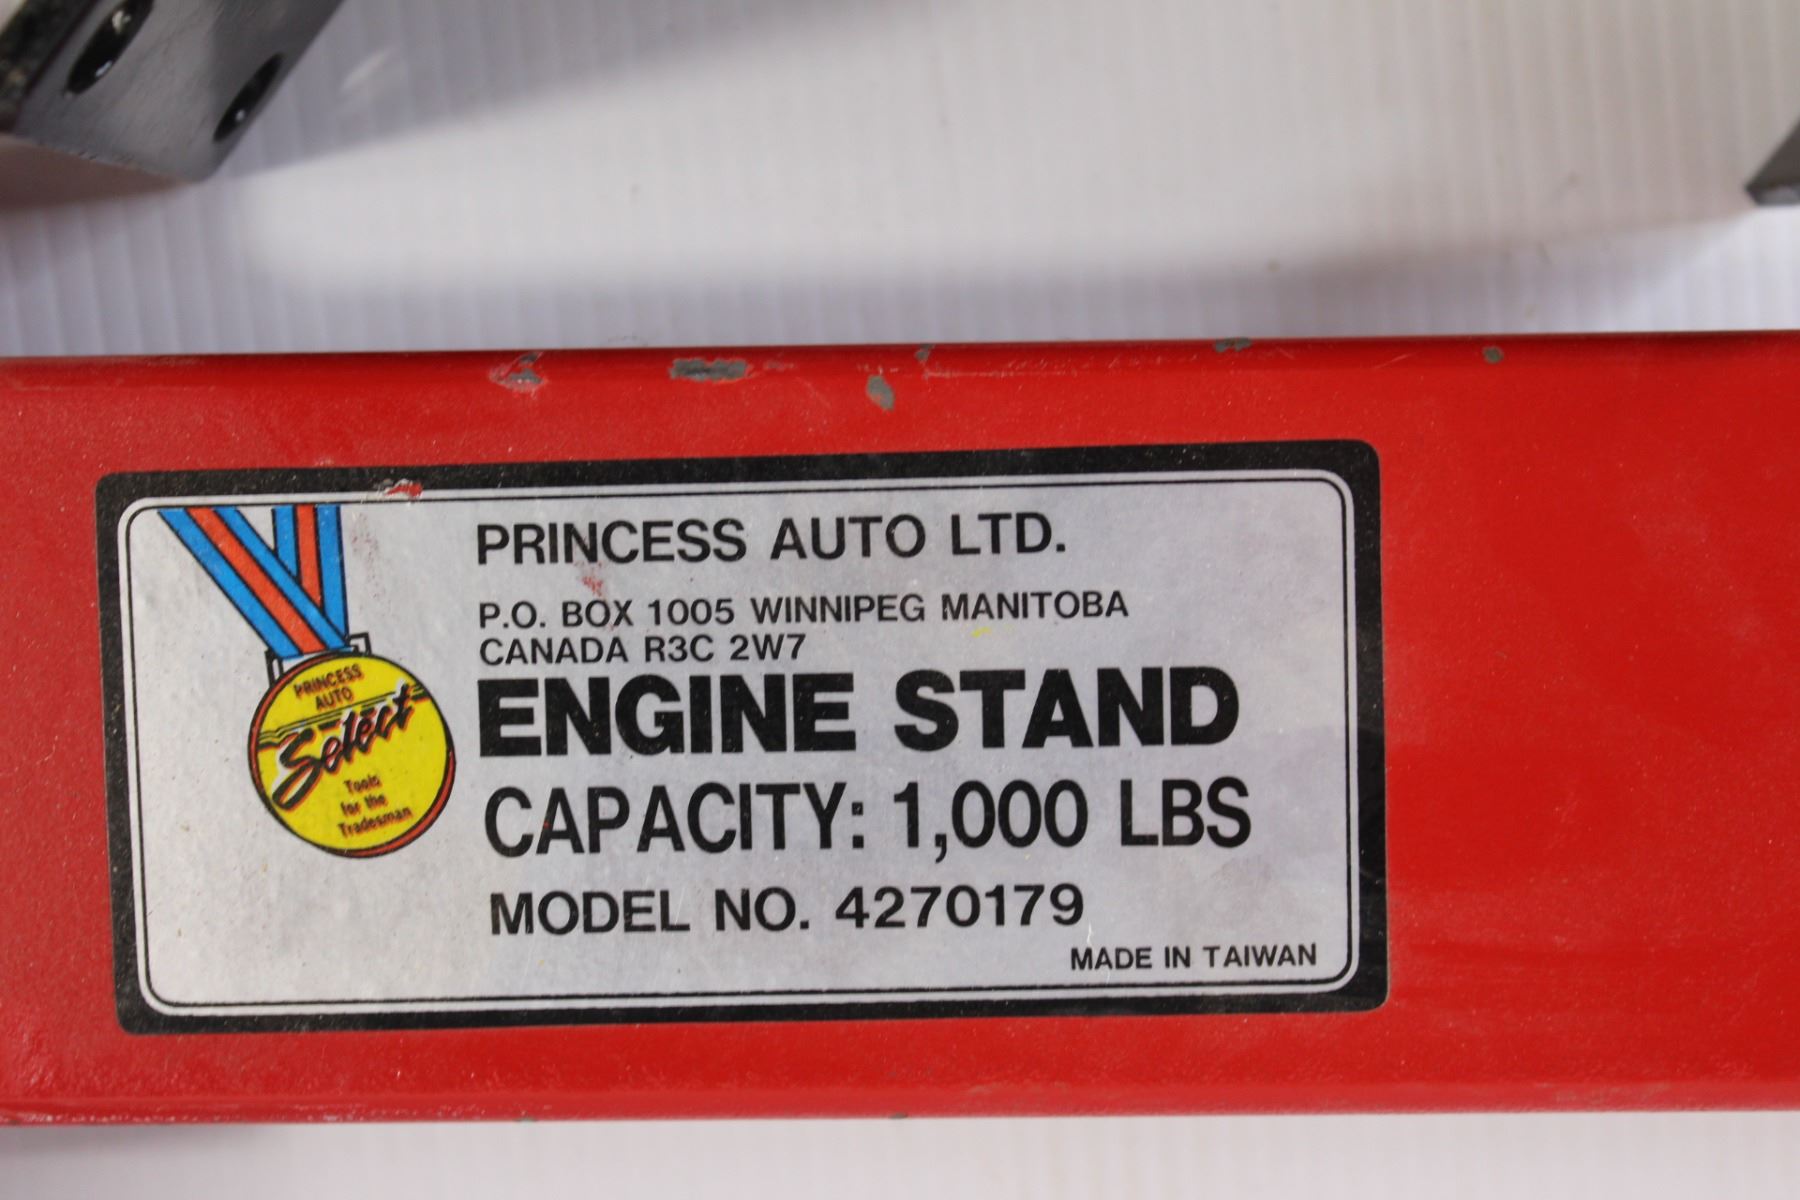 PRINCESS AUTO LTD.
P.O. BOX 1005 WINNIPEG MANITOBA
CANADA R3C 2W7
ENGINE STAND
CAPACITY: 1,000 LBS
MODEL NO. 4270179
MADE IN TAIWAN
PRINCESS
AUTO
Select
Tools
for the
Tradesman